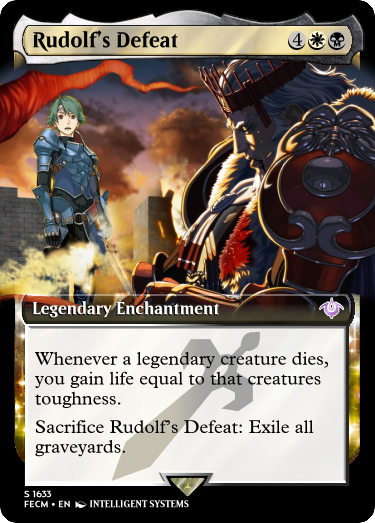 Rudolf's Defeat 4
Legendary Enchantment
Whenever a legendary creature dies,
you gain life equal to that creatures
toughness.
Sacrifice Rudolf's Defeat: Exile all
graveyards.
S 1633
FECM • EN INTELLIGENT SYSTEMS